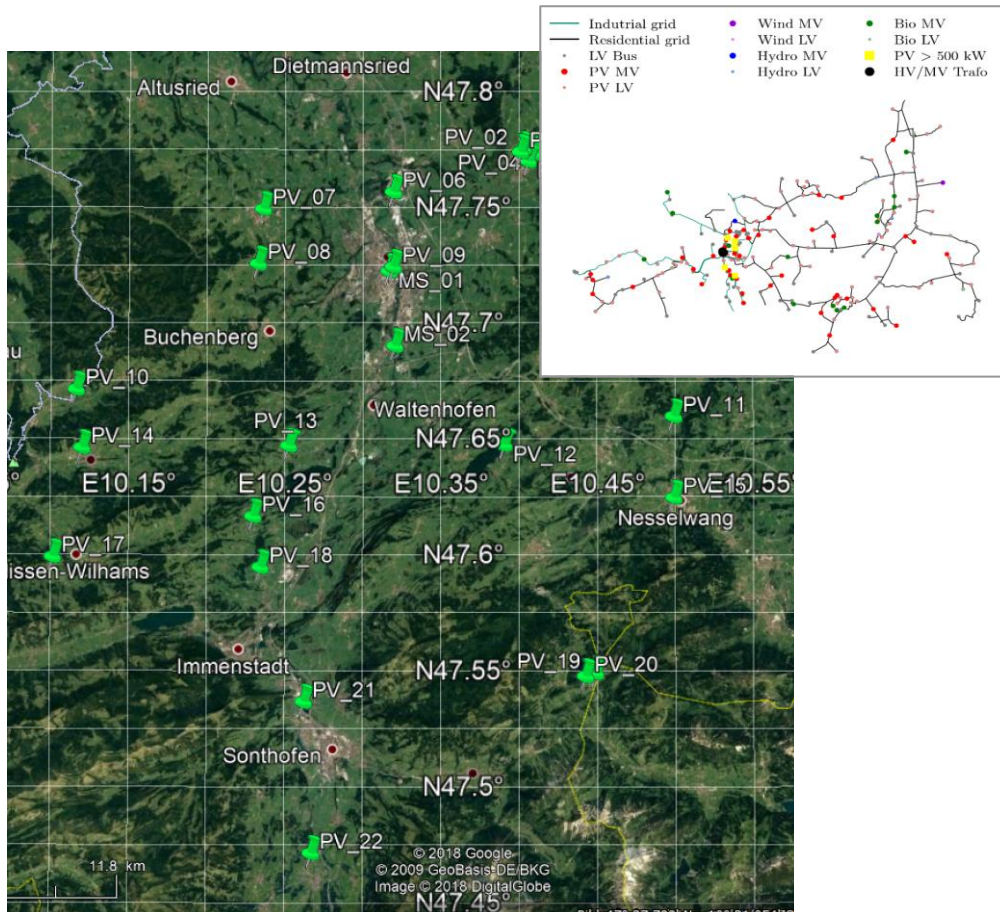 Indutrial grid
Residential grid
LV Bus
PV MV
PV LV
Wind MV
Wind LV
Hydro MV
Hydro LV
Bio MV
Bio LV
PV > 500 kW
HV/MV Trafo
Dietmannsried
Altusried
N47.8°
PV_02
PV_04
PV_06
PV_07
N47.75°
PV_08
PV_09
MS_01
N47.7°
MS_02
Buchenberg
PV_10
Waltenhofen
PV_11
PV_13
PV_14
N47.65°
PV_12
E10.15°
E10.25°
E10.35°
E10.45°
E10.55°
Nesselwang
PV_16
PV_17
PV_18
N47.6°
issen-Wilhams
Immenstadt
PV_19
PV_20
N47.55°
PV_21
Sonthofen
N47.5°
PV_22
11.8 km
© 2018 Google
© 2009 GeoBasis-DE/BKG
Image © 2018 DigitalGlobe
N47.45°